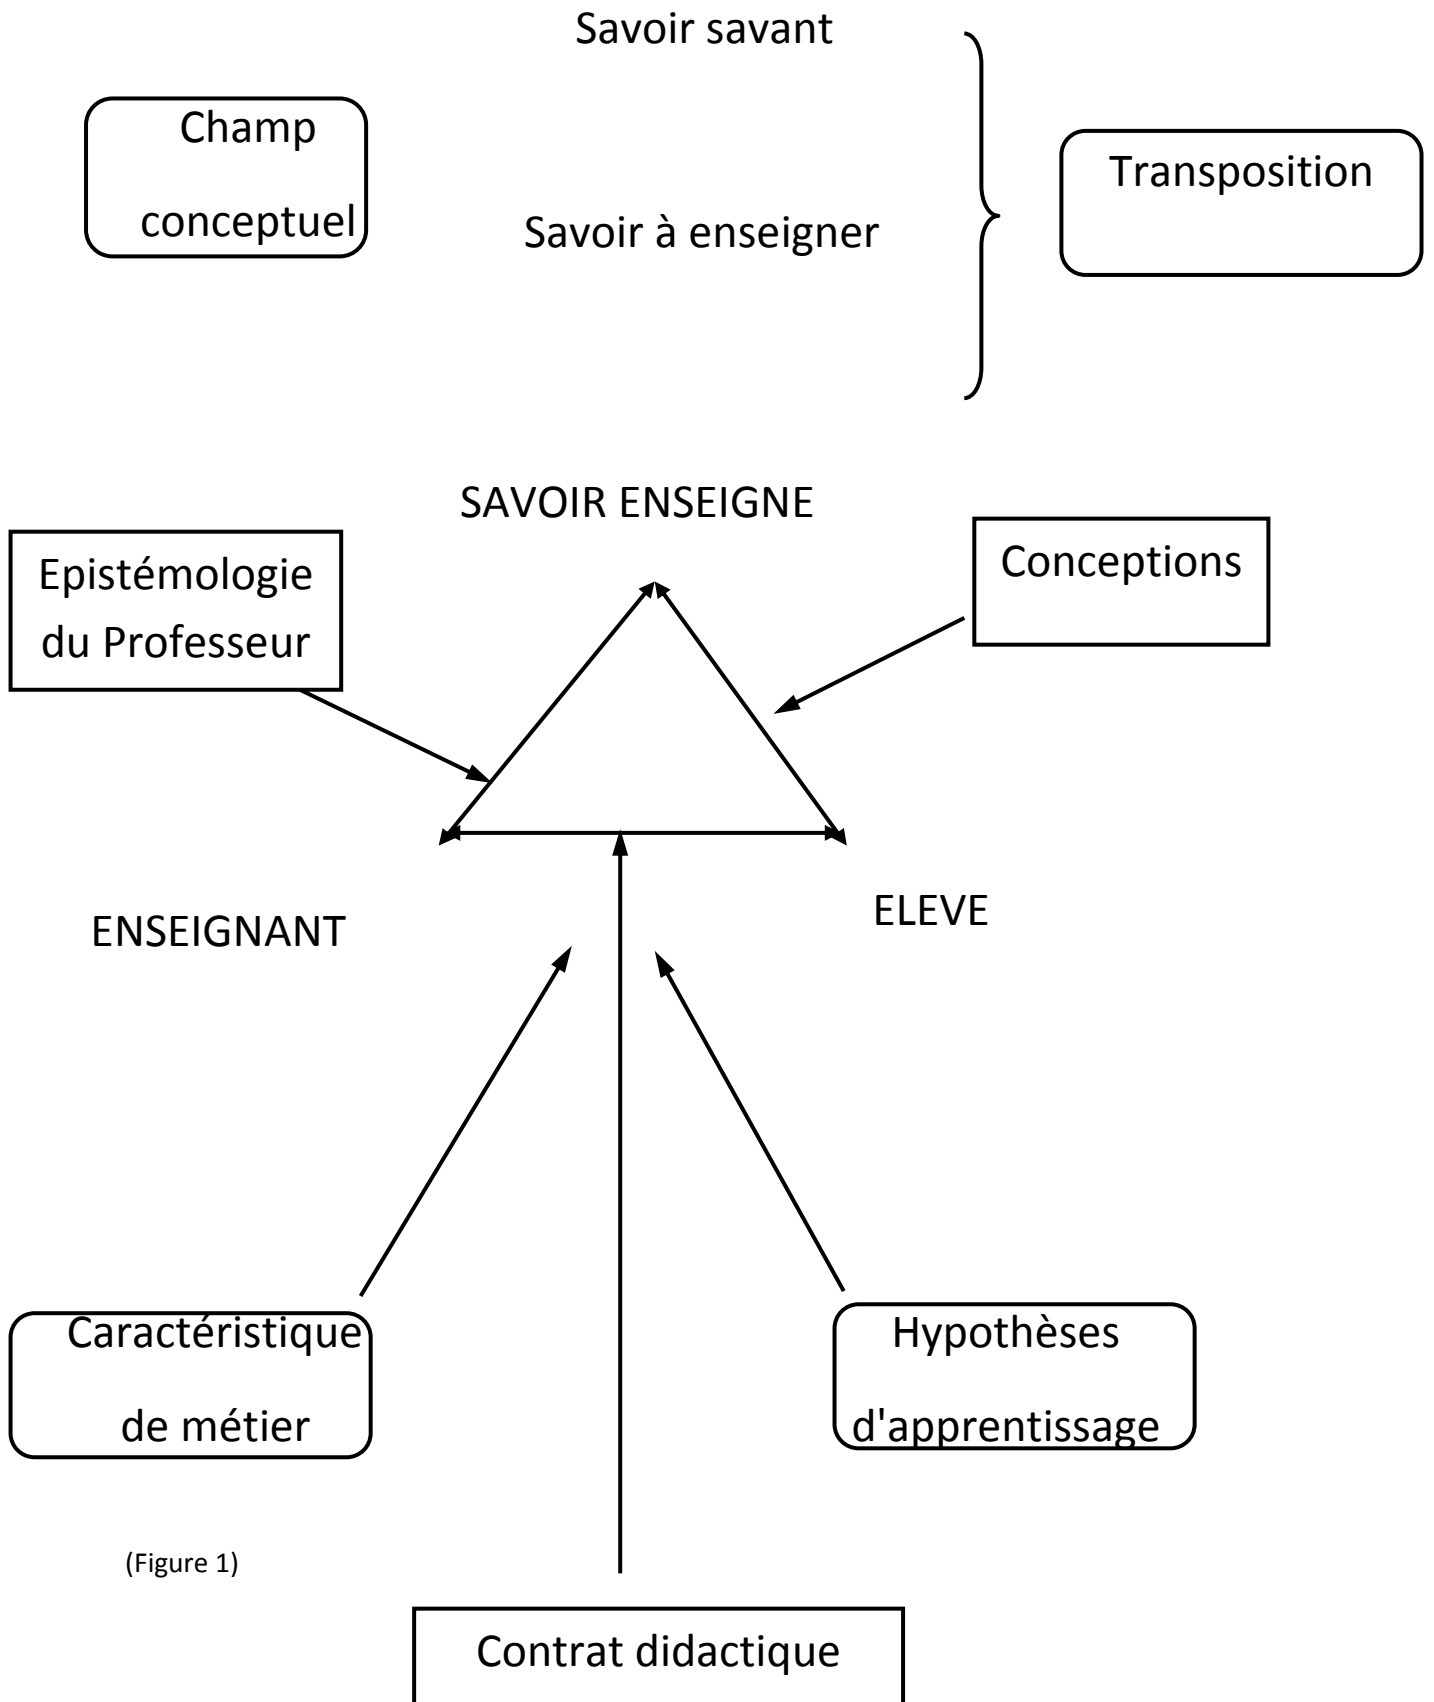 Savoir savant
Champ
conceptuel
Transposition
Savoir à enseigner
SAVOIR ENSEIGNE
Epistémologie
du Professeur
Conceptions
ENSEIGNANT
ELEVE
Caractéristique
de métier
Hypothèses
d'apprentissage
(Figure 1)
Contrat didactique